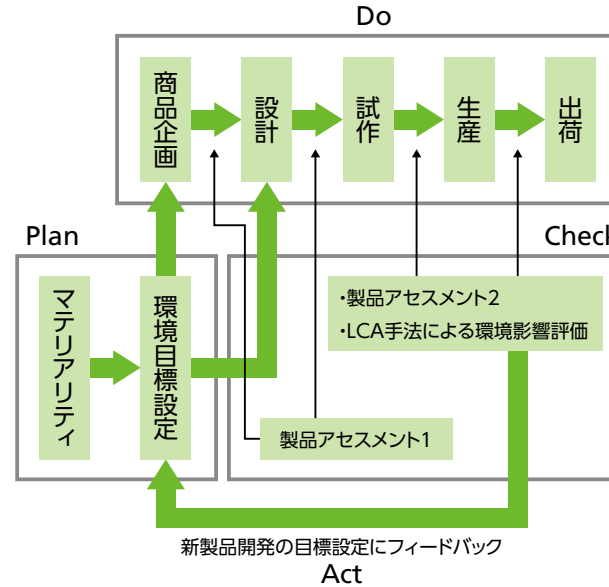 Do
商品企画
設計
試作
生産
出荷
Plan
Check
マテリアリティ
環境目標設定
・製品アセスメント2
・LCA手法による環境影響評価
製品アセスメント1
新製品開発の目標設定にフィードバック
Act